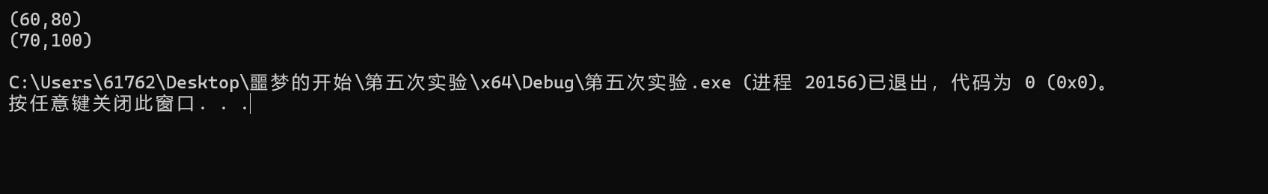 (60,80)
(70,100)
C:\Users\61762\Desktop\噩梦的开始\第五次实验\x64\Debug\第五次实验.exe (进程 20156)已退出，代码为 0 (0x0)。
按任意键关闭此窗口. . .